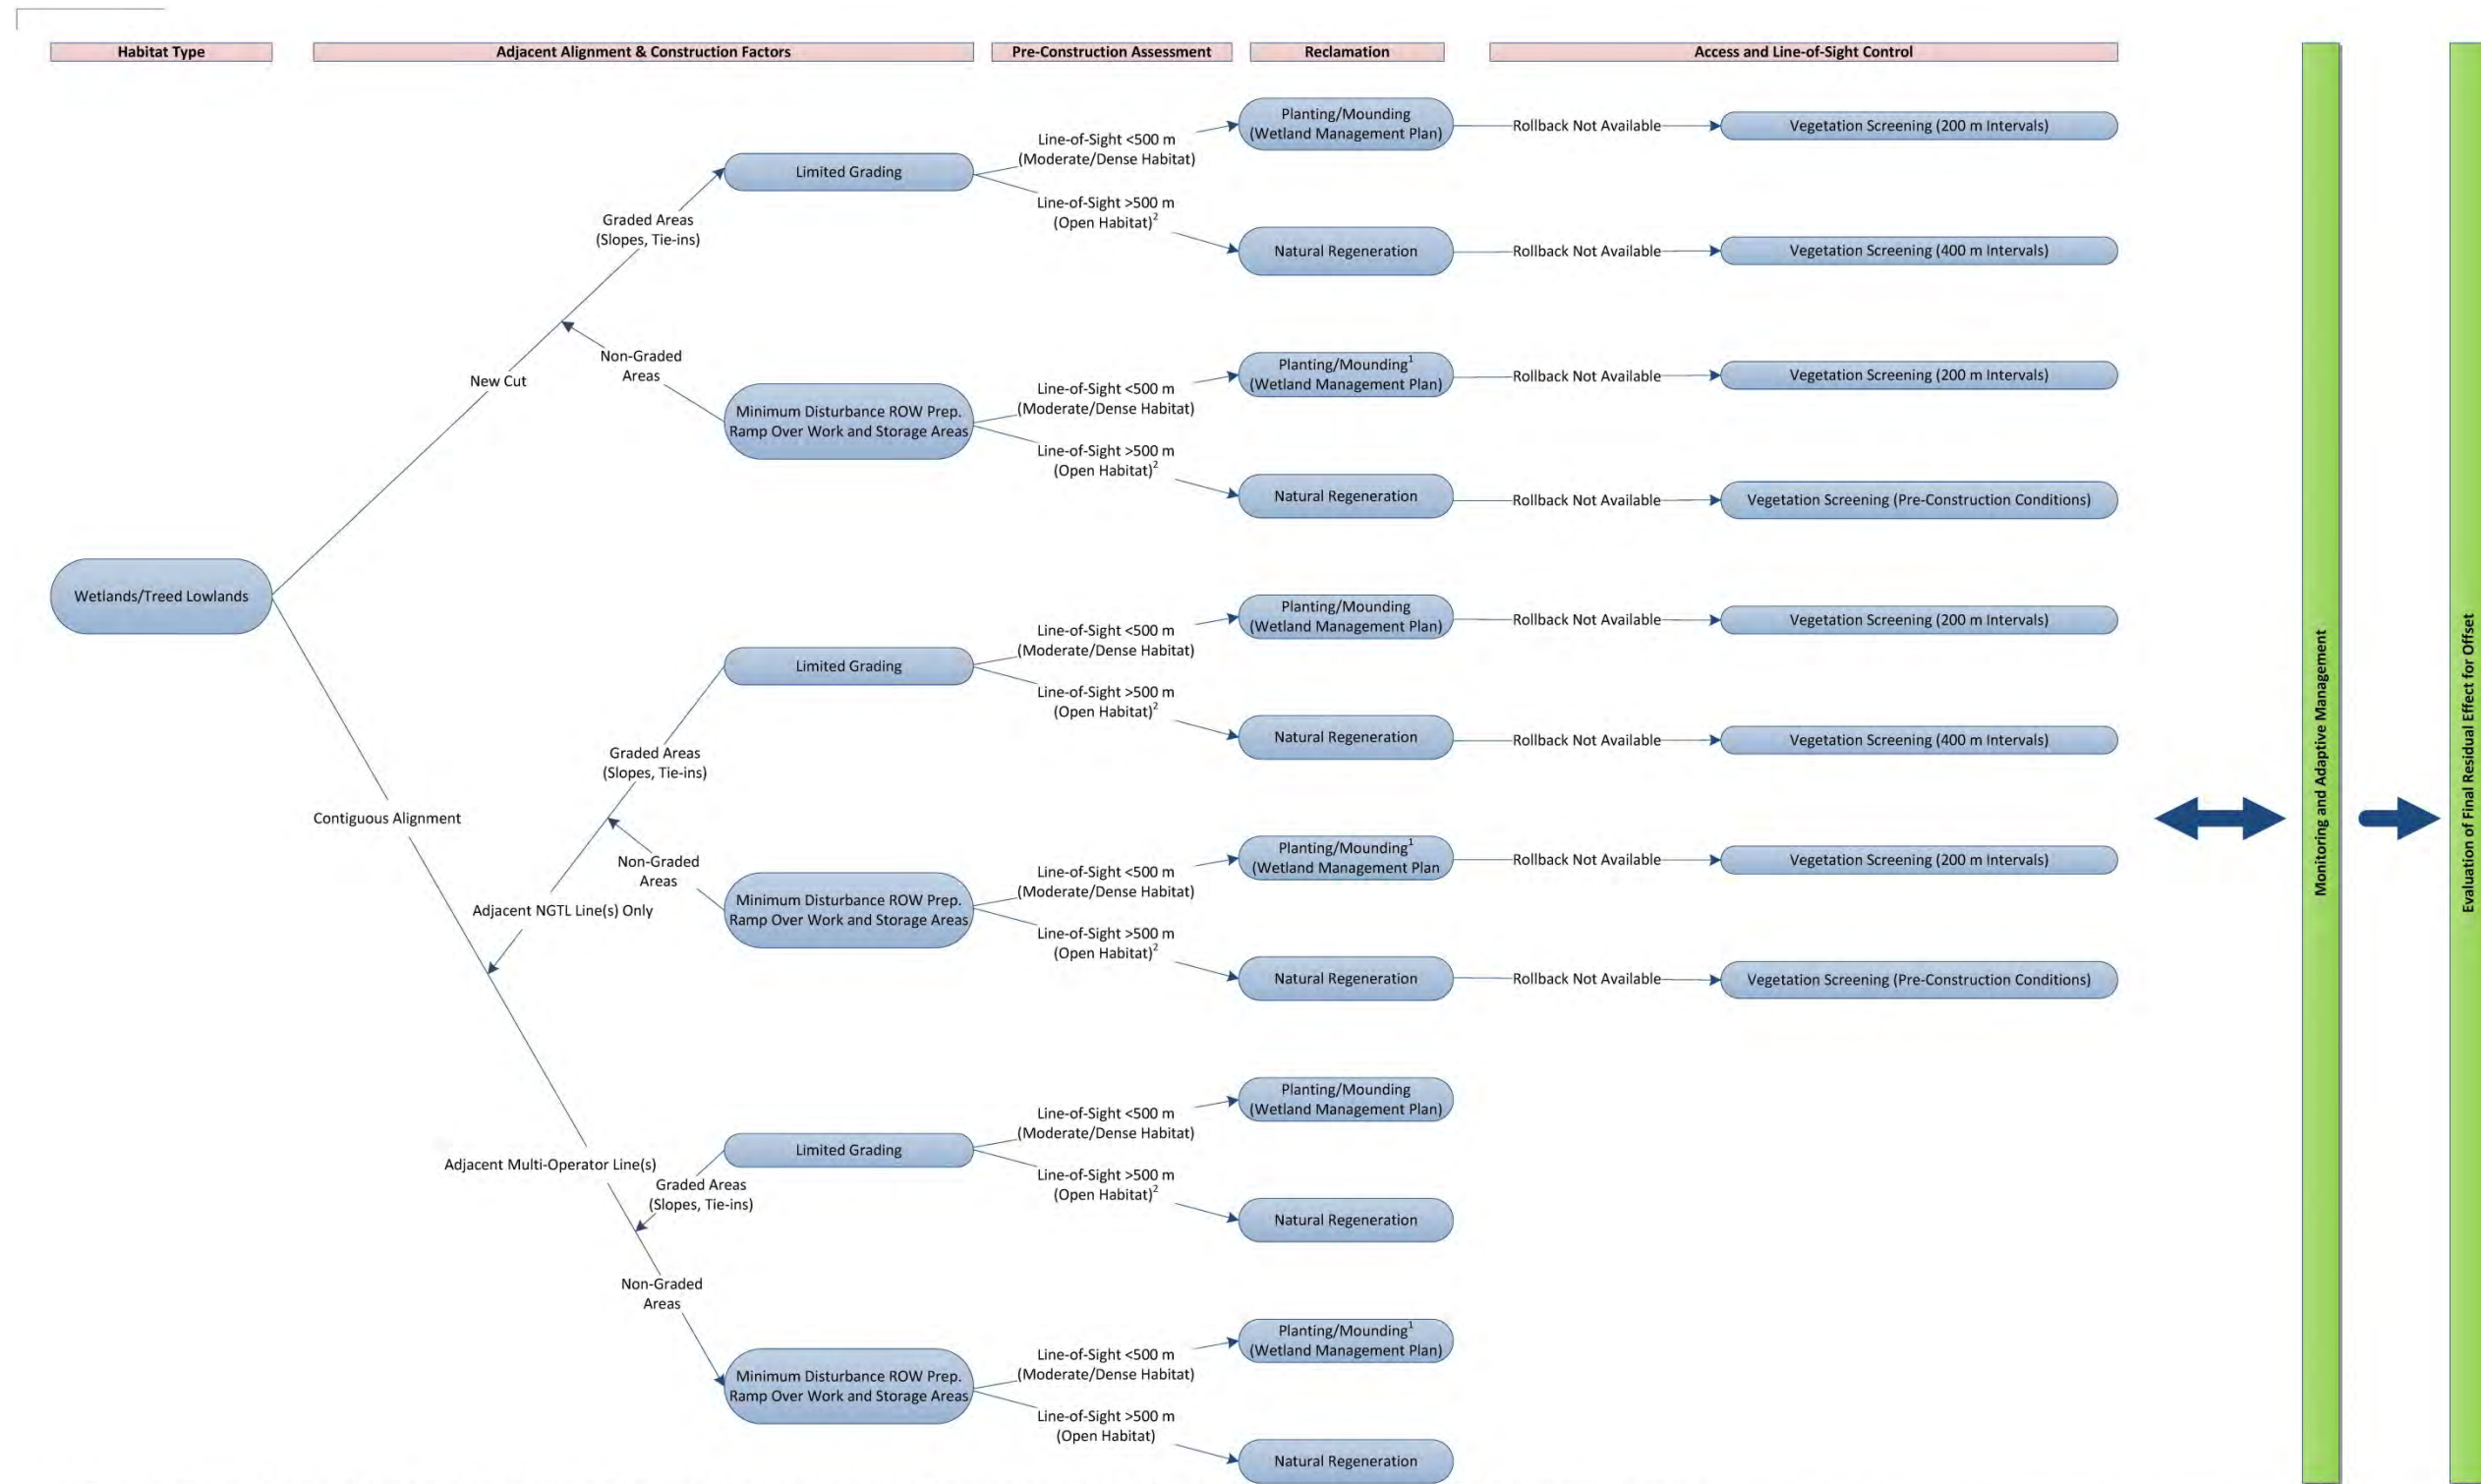 Habitat Type
Adjacent Alignment & Construction Factors
Pre-Construction Assessment
Reclamation
Access and Line-of-Sight Control
Planting/Mounding
(Wetland Management Plan)
Rollback Not Available
Vegetation Screening (200 m Intervals)
Line-of-Sight <500 m
(Moderate/Dense Habitat)
Limited Grading
Line-of-Sight >500 m
(Open Habitat)2
Graded Areas
(Slopes, Tie-ins)
Natural Regeneration
Rollback Not Available
Vegetation Screening (400 m Intervals)
Non-Graded
Areas
New Cut
Planting/Mounding1
(Wetland Management Plan)
Rollback Not Available
Vegetation Screening (200 m Intervals)
Line-of-Sight <500 m
(Moderate/Dense Habitat)
Minimum Disturbance ROW Prep.
Ramp Over Work and Storage Areas
Line-of-Sight >500 m
(Open Habitat)2
Natural Regeneration
Rollback Not Available
Vegetation Screening (Pre-Construction Conditions)
Wetlands/Treed Lowlands
Planting/Mounding
(Wetland Management Plan)
Rollback Not Available
Vegetation Screening (200 m Intervals)
Line-of-Sight <500 m
(Moderate/Dense Habitat)
Limited Grading
Line-of-Sight >500 m
(Open Habitat)2
Natural Regeneration
Rollback Not Available
Vegetation Screening (400 m Intervals)
Graded Areas
(Slopes, Tie-ins)
Contiguous Alignment
Non-Graded
Areas
Adjacent NGTL Line(s) Only
Planting/Mounding1
(Wetland Management Plan
Rollback Not Available
Vegetation Screening (200 m Intervals)
Line-of-Sight <500 m
(Moderate/Dense Habitat)
Minimum Disturbance ROW Prep.
Ramp Over Work and Storage Areas
Line-of-Sight >500 m
(Open Habitat)2
Natural Regeneration
Rollback Not Available
Vegetation Screening (Pre-Construction Conditions)
Planting/Mounding
(Wetland Management Plan)
Line-of-Sight <500 m
(Moderate/Dense Habitat)
Limited Grading
Adjacent Multi-Operator Line(s)
Graded Areas
(Slopes, Tie-ins)
Line-of-Sight >500 m
(Open Habitat)2
Natural Regeneration
Non-Graded
Areas
Planting/Mounding1
(Wetland Management Plan)
Line-of-Sight <500 m
(Moderate/Dense Habitat)
Minimum Disturbance ROW Prep.
Ramp Over Work and Storage Areas
Line-of-Sight >500 m
(Open Habitat)
Natural Regeneration
Monitoring and Adaptive Management
Evaluation of Final Residual Effect for Offset